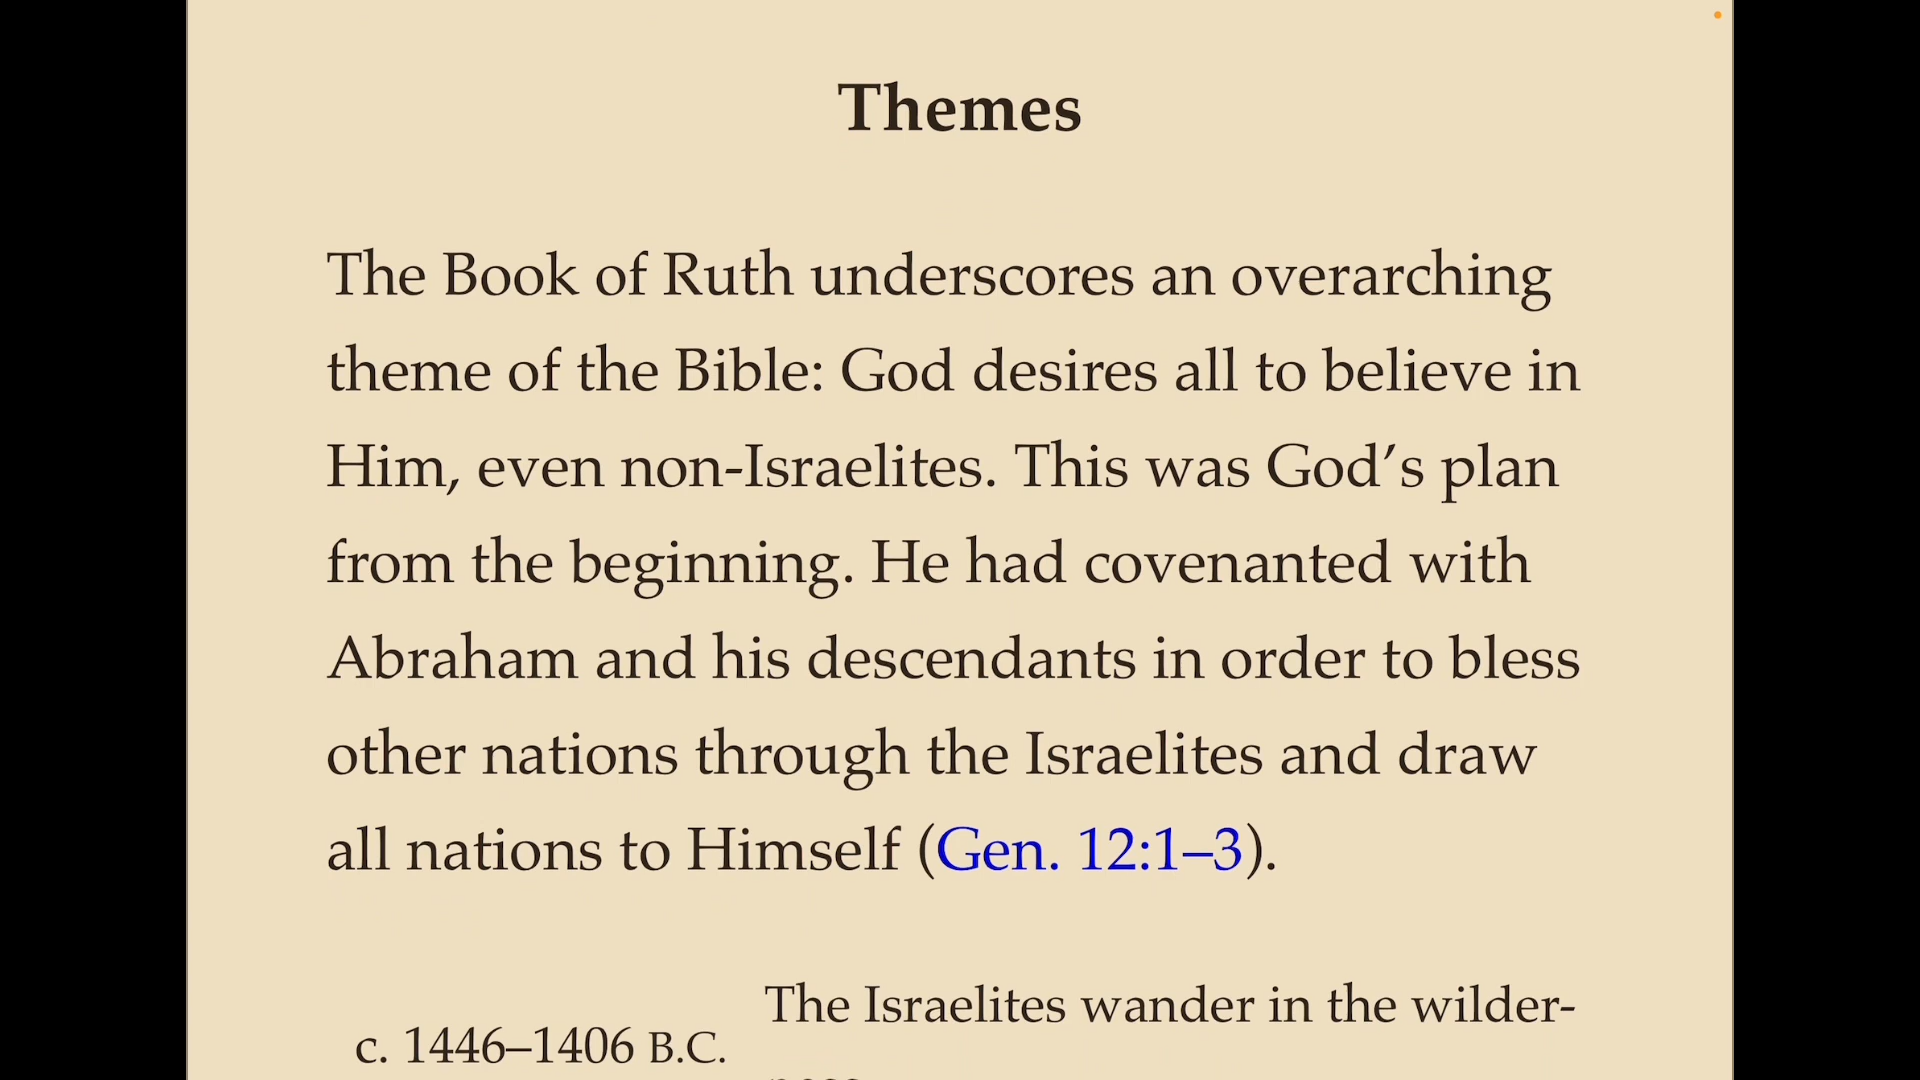 Themes
The Book of Ruth underscores an overarching
theme of the Bible: God desires all to believe in
Him, even non-Israelites. This was God’s plan
from the beginning. He had covenanted with
Abraham and his descendants in order to bless
other nations through the Israelites and draw
all nations to Himself (Gen. 12:1–3).
The Israelites wander in the wilder-
c. 1446–1406 B.C.